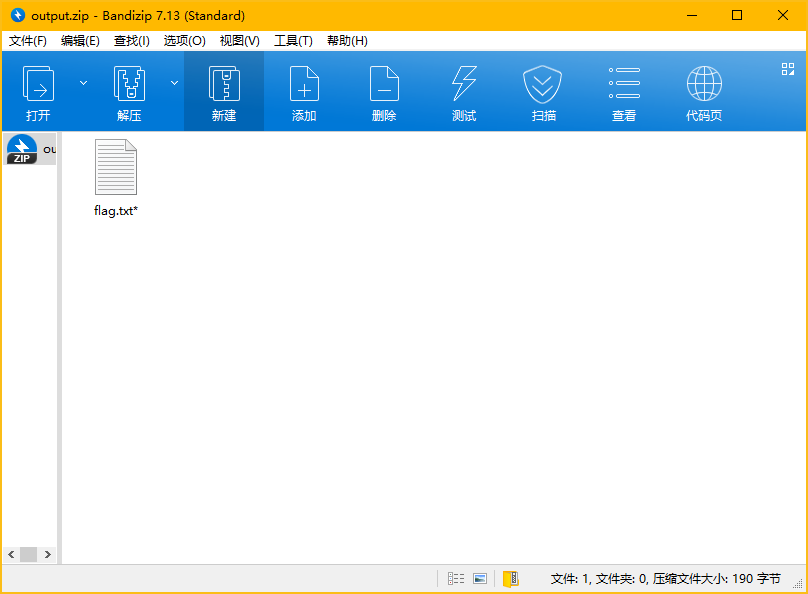 output.zip - Bandizip 7.13 (Standard)
文件(F) 编辑(E) 查找(I) 选项(O) 视图(V) 工具(T) 帮助(H)
打开 解压 新建 添加 删除 测试 扫描 查看 代码页
ZIP ou
flag.txt*
文件: 1, 文件夹: 0, 压缩文件大小: 190 字节